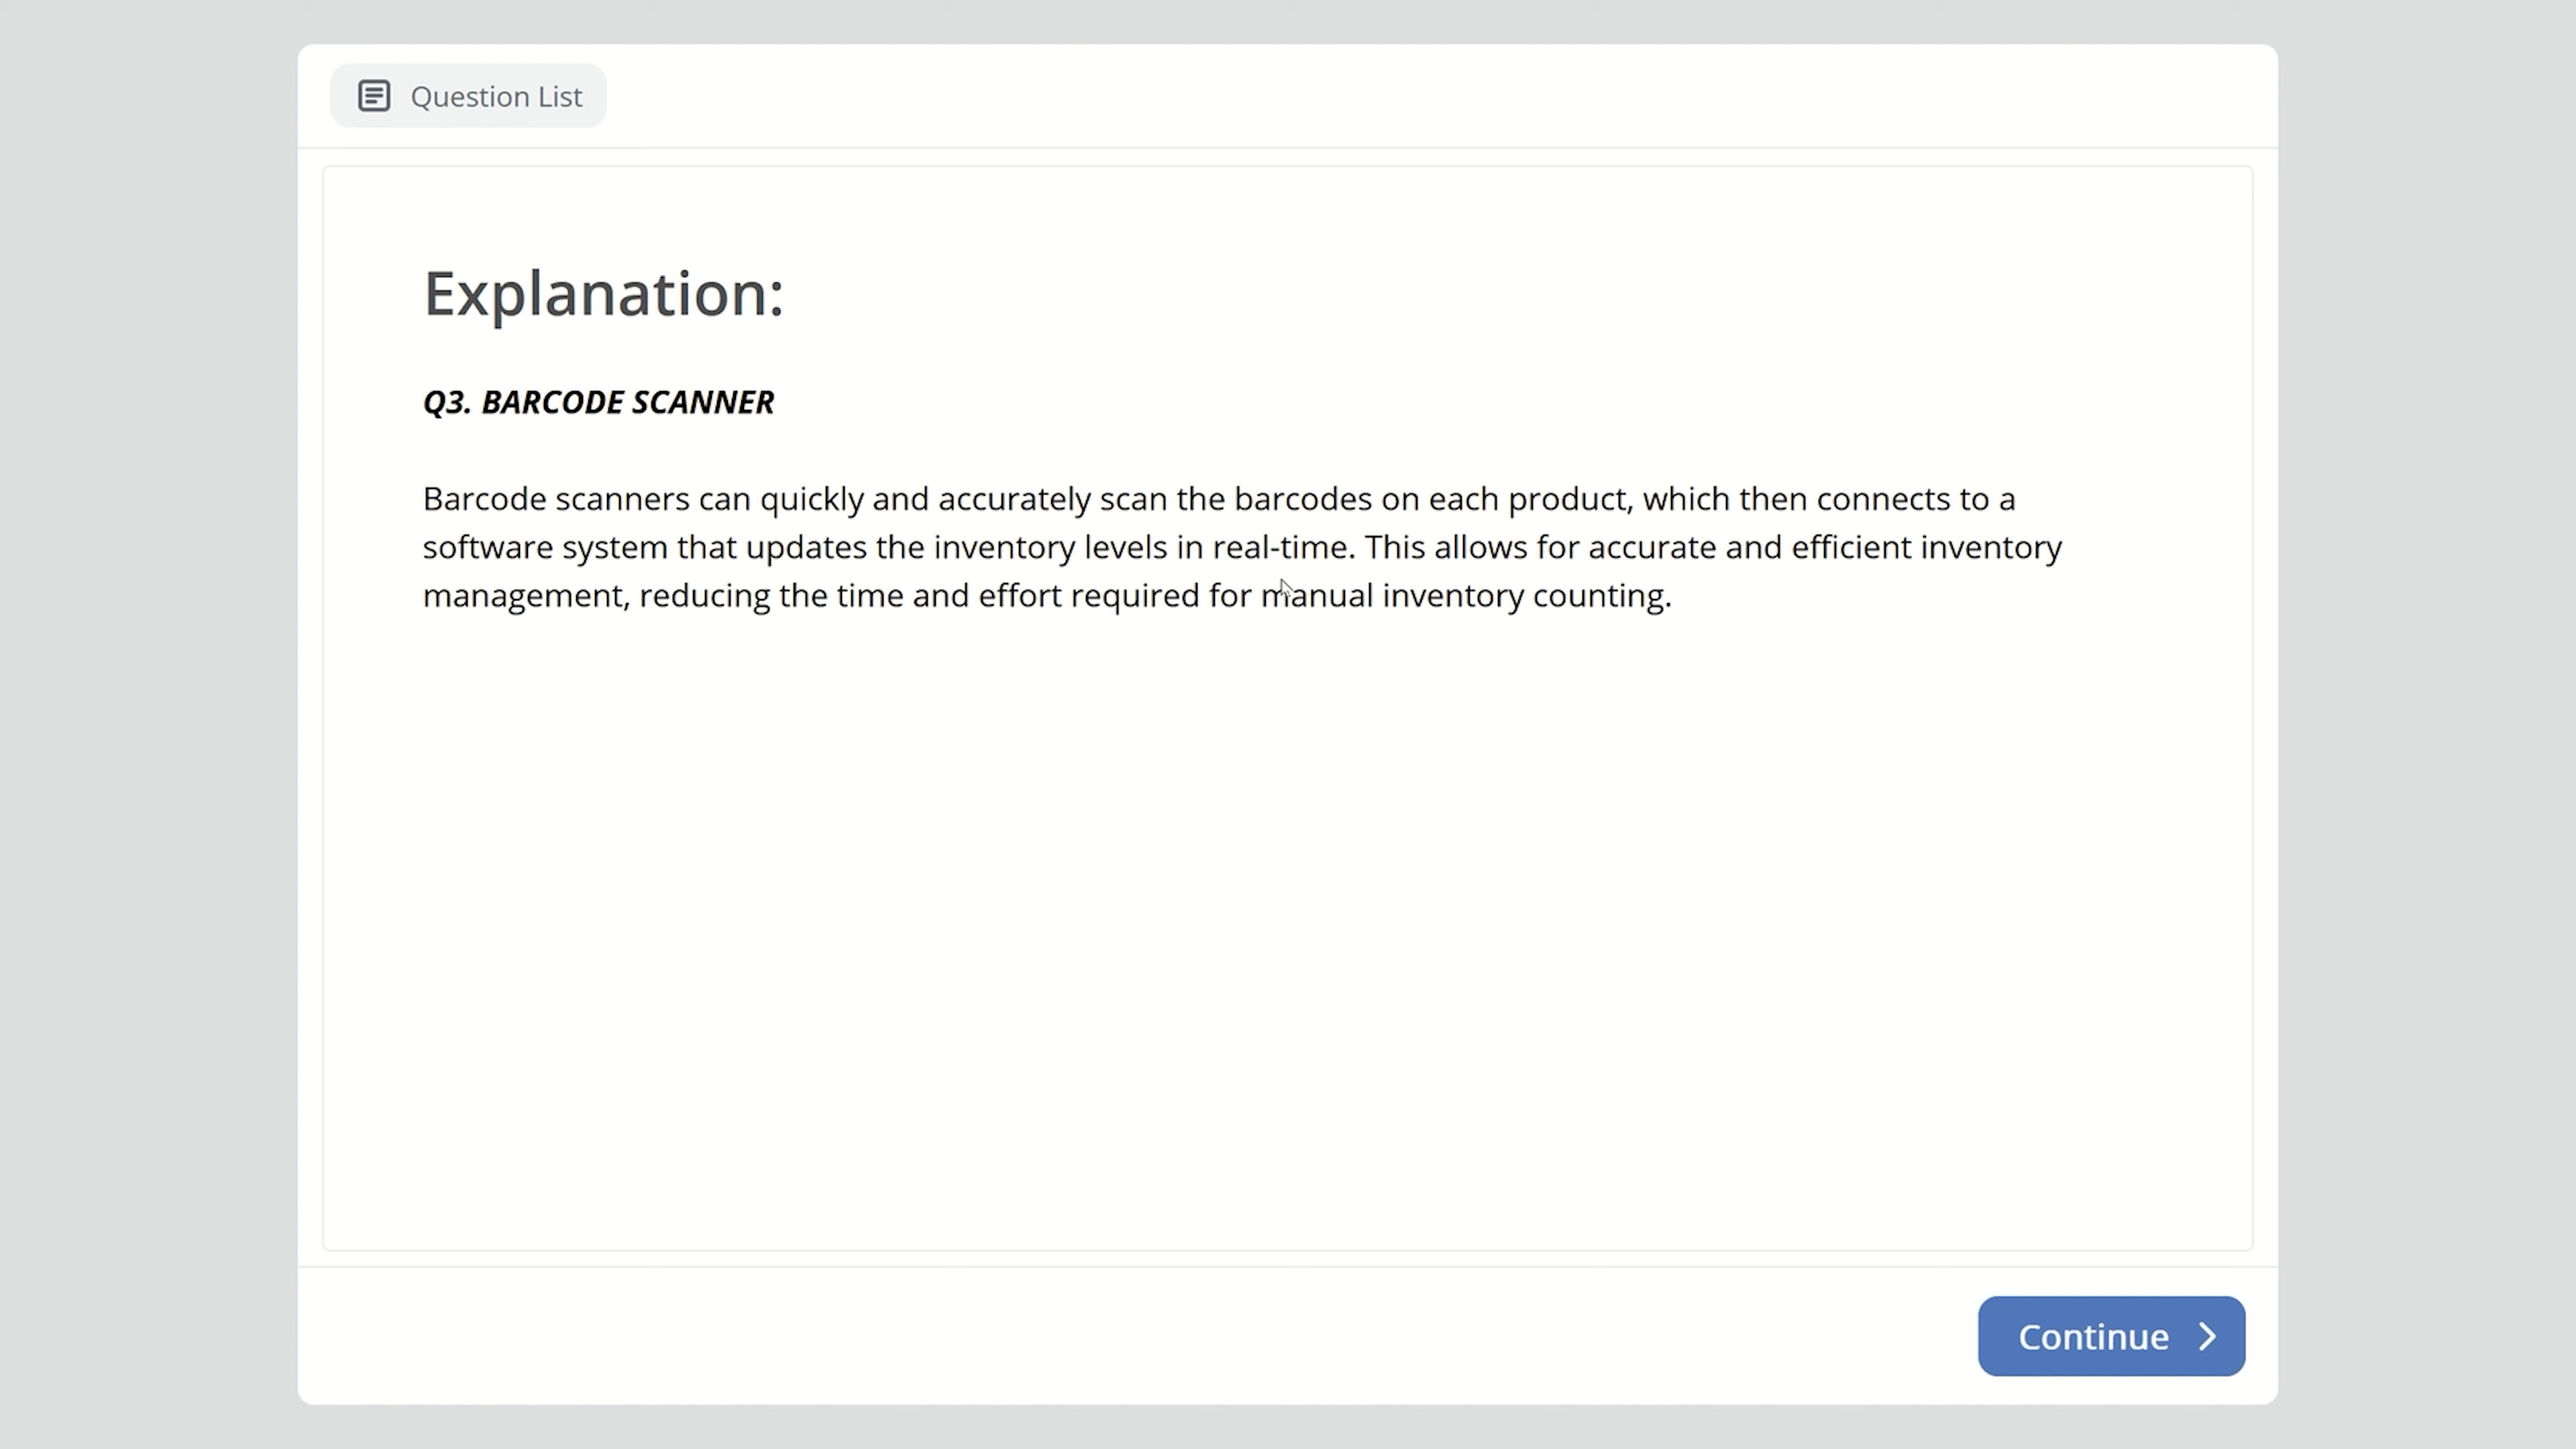 Question List
Explanation:
Q3. BARCODE SCANNER
Barcode scanners can quickly and accurately scan the barcodes on each product, which then connects to a
software system that updates the inventory levels in real-time. This allows for accurate and efficient inventory
management, reducing the time and effort required for manual inventory counting.
Continue